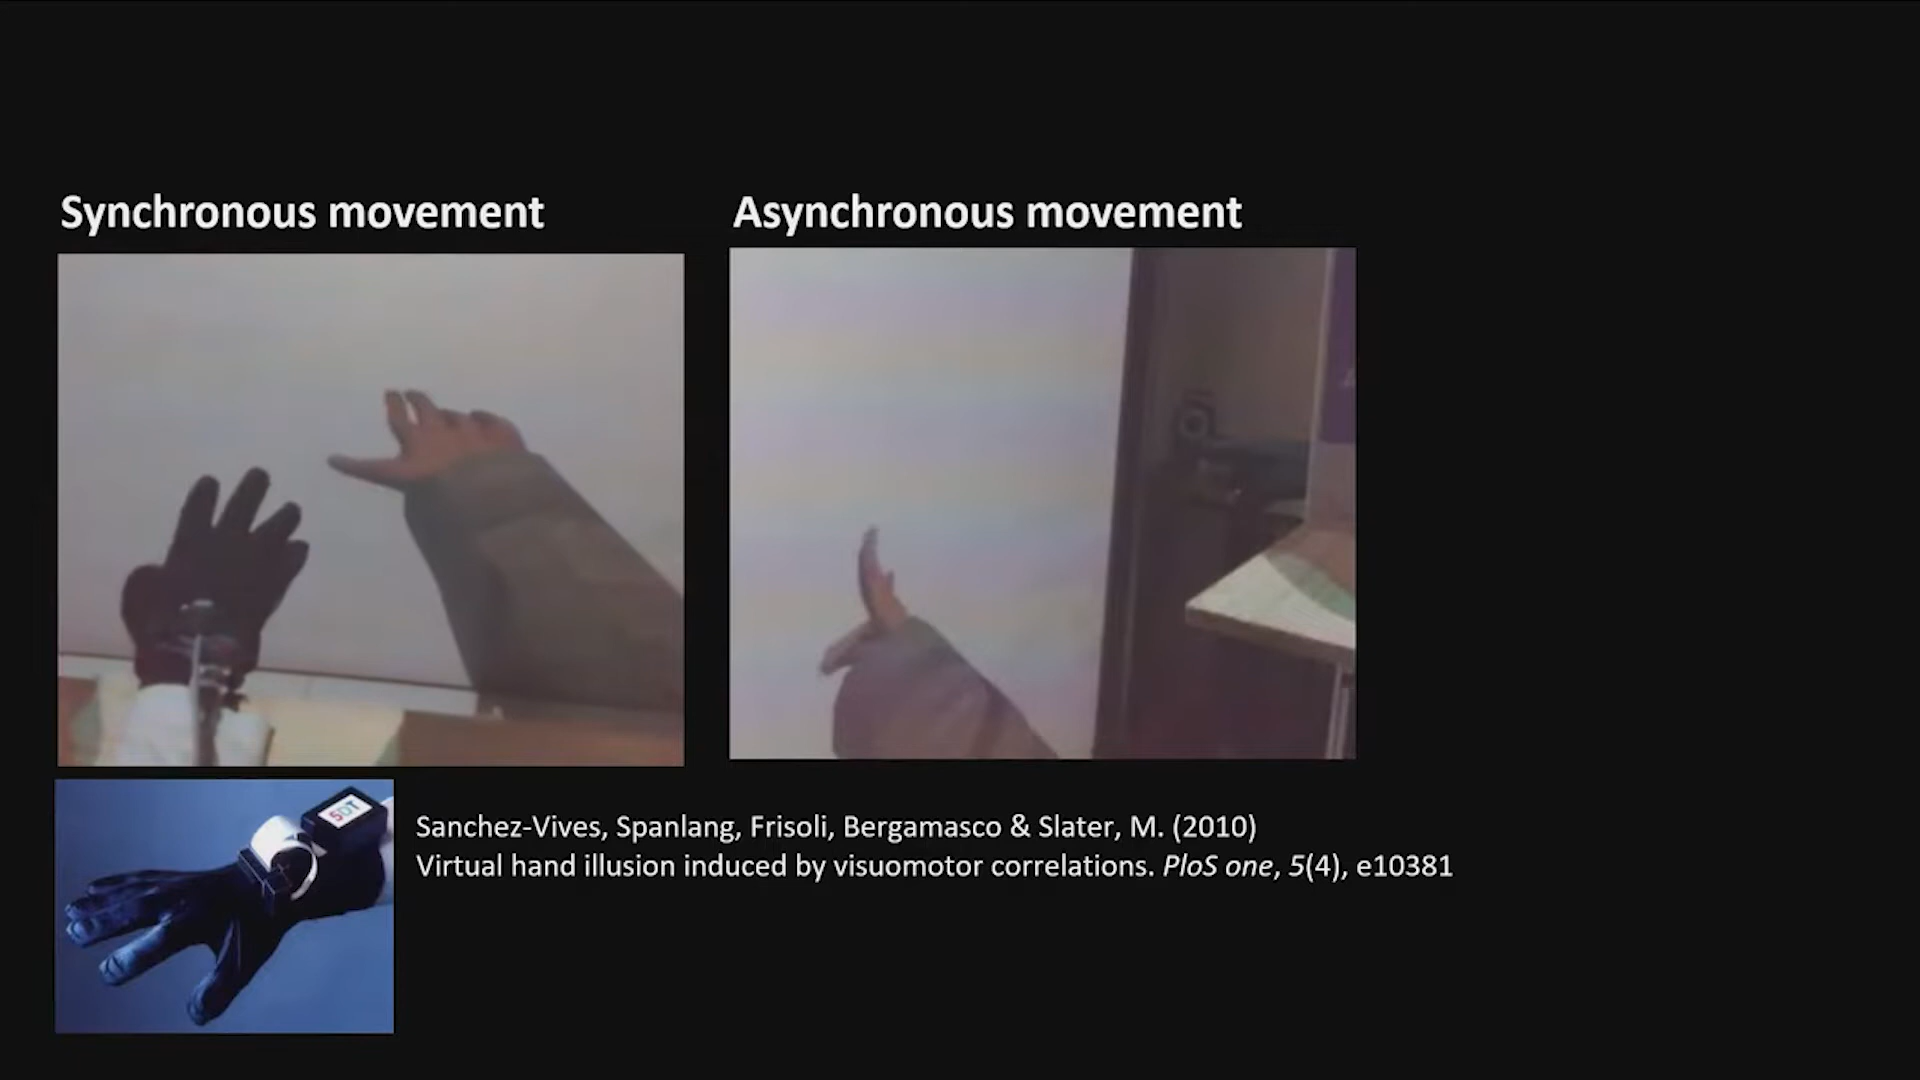 Synchronous movement
Asynchronous movement
5DT
Sanchez-Vives, Spanlang, Frisoli, Bergamasco & Slater, M. (2010)
Virtual hand illusion induced by visuomotor correlations. PloS one, 5(4), e10381